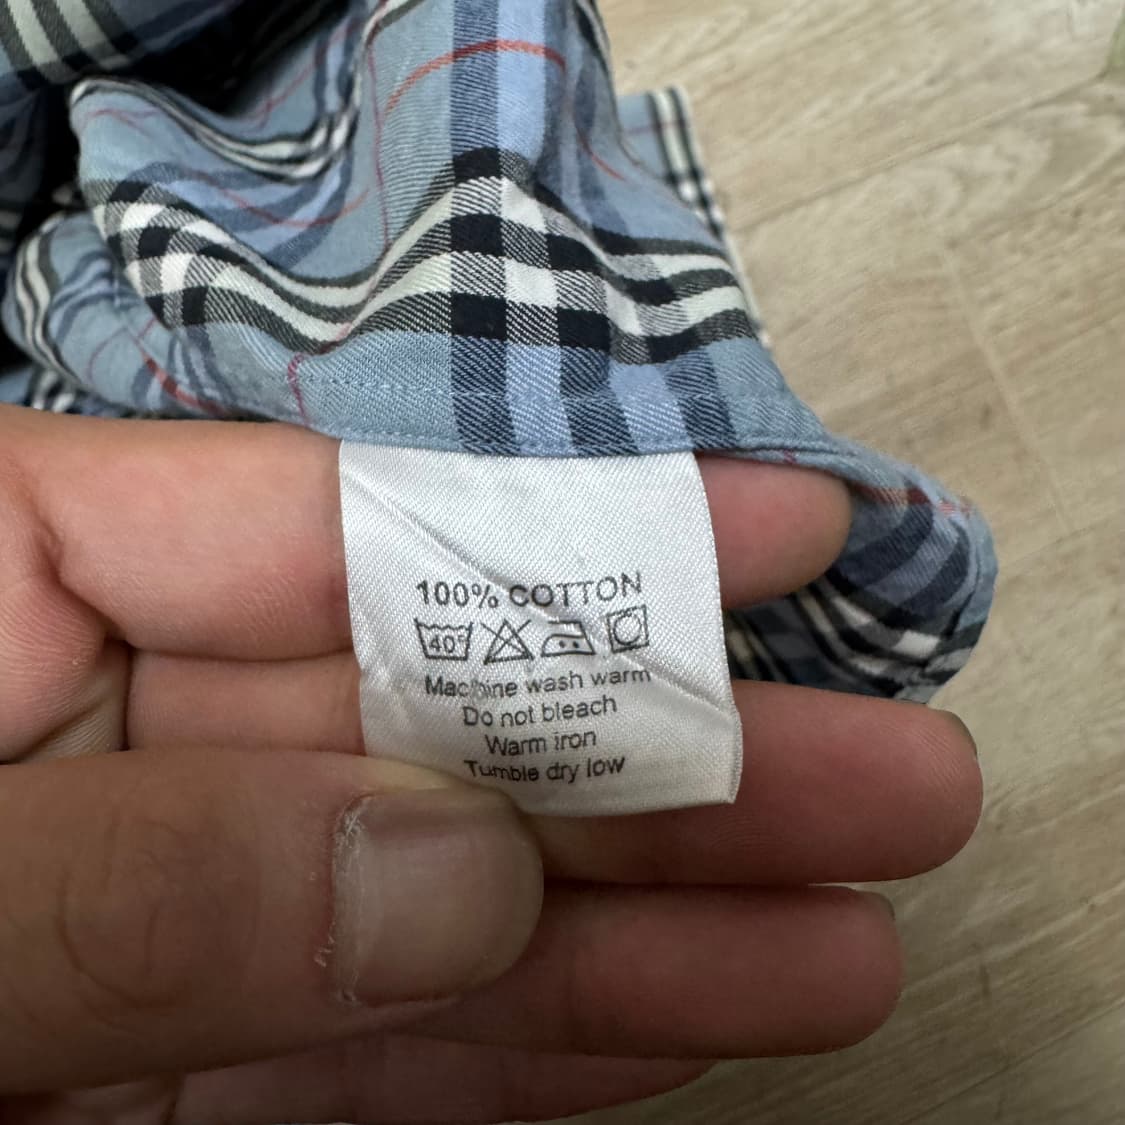 100% COTTON
40°
Machine wash warm
Do not bleach
Warm iron
Tumble dry low